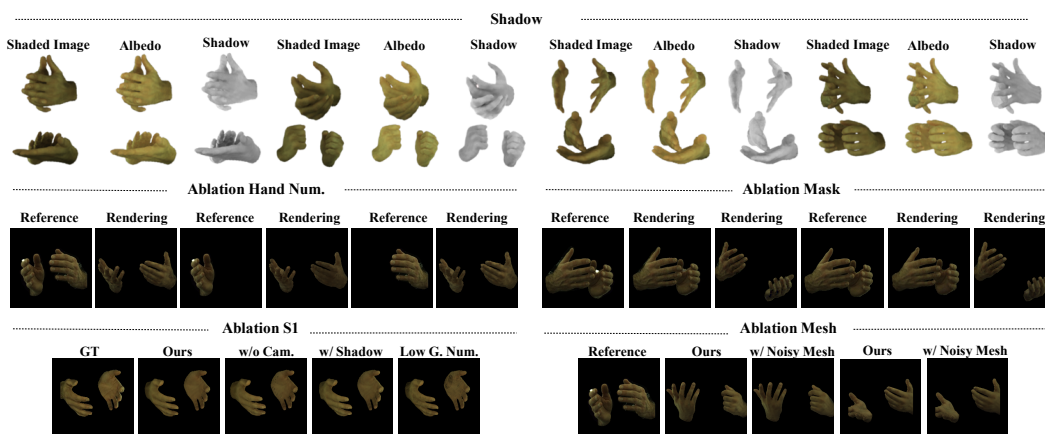 Shadow
Shaded Image Albedo Shadow Shaded Image Albedo Shadow Shaded Image Albedo Shadow Shaded Image Albedo Shadow
Ablation Hand Num. Ablation Mask
Reference Rendering Reference Rendering Reference Rendering Reference Rendering Rendering Reference Rendering Rendering
Ablation S1 Ablation Mesh
GT Ours w/o Cam. w/ Shadow Low G. Num. Reference Ours w/ Noisy Mesh Ours w/ Noisy Mesh